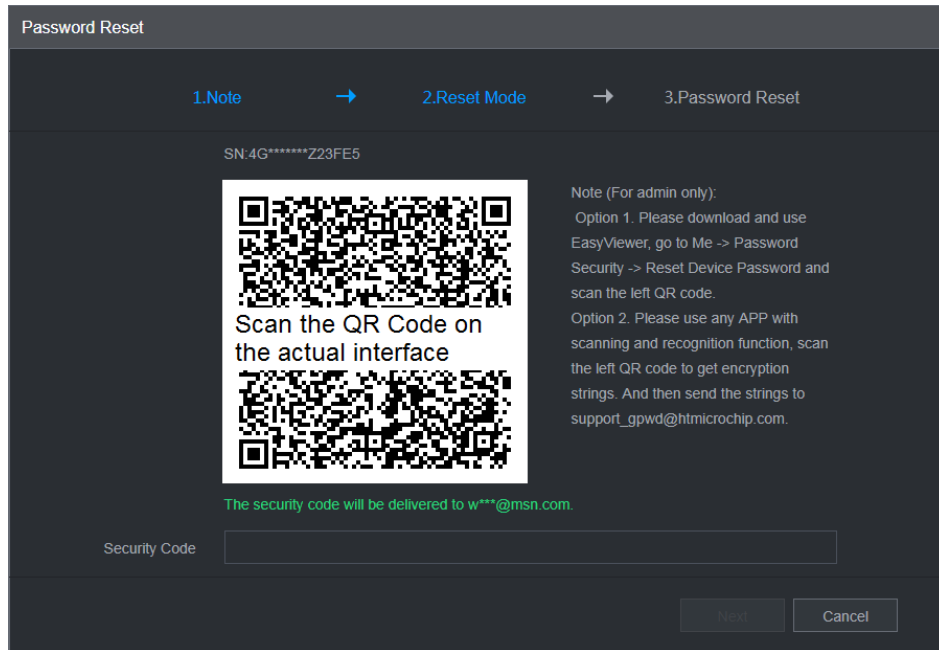 Password Reset
1.Note → 2.Reset Mode → 3.Password Reset
SN:4G*******Z23FE5
Scan the QR Code on
the actual interface
Note (For admin only):
Option 1. Please download and use
EasyViewer, go to Me -> Password
Security -> Reset Device Password and
scan the left QR code.
Option 2. Please use any APP with
scanning and recognition function, scan
the left QR code to get encryption
strings. And then send the strings to
support_gpwd@htmicrochip.com.
The security code will be delivered to w***@msn.com.
Security Code
Next
Cancel